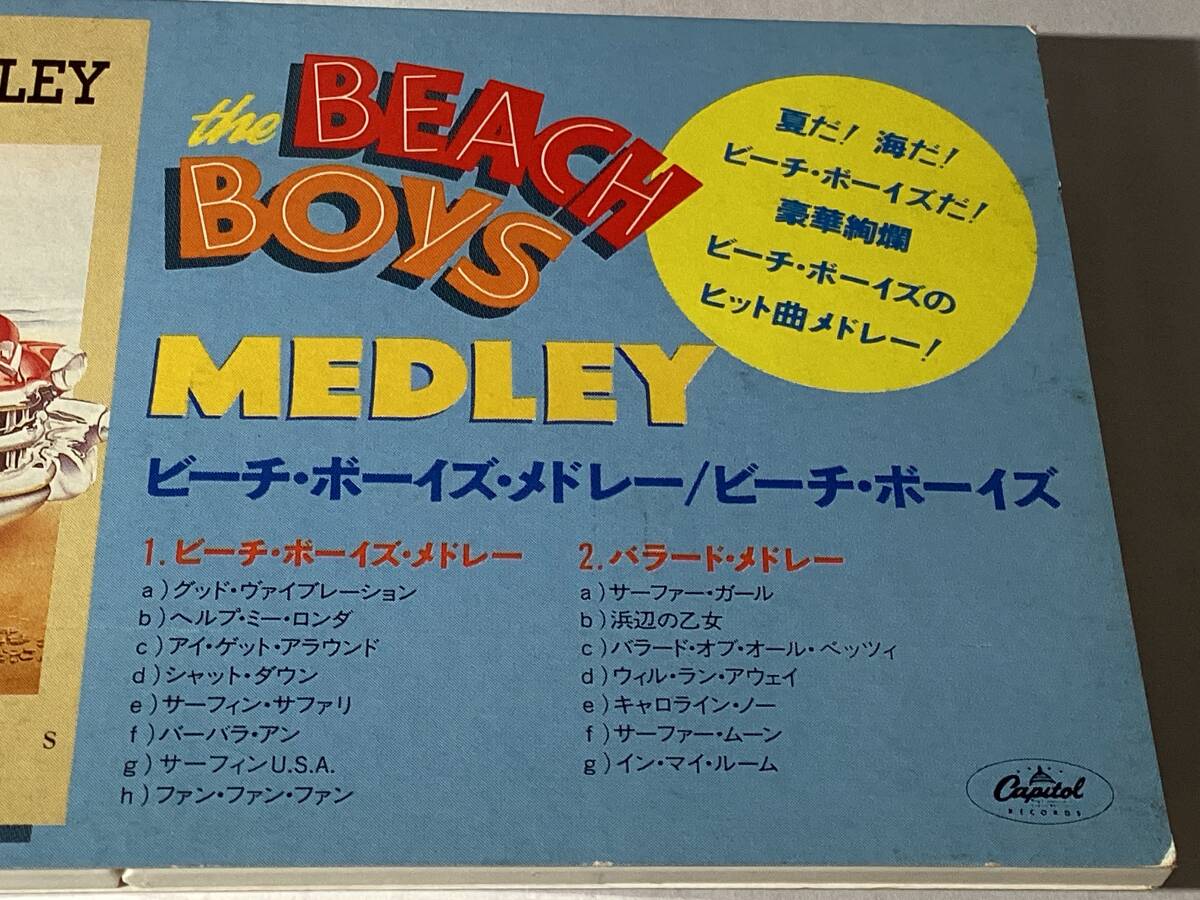 LEY
the BEACH
BOYS
MEDLEY
夏だ! 海だ!
ビーチ・ボーイズだ!
豪華絢爛
ビーチ・ボーイズの
ヒット曲メドレー!
ビーチ・ボーイズ・メドレー/ビーチ・ボーイズ
1.ビーチ・ボーイズ・メドレー
a)グッド・ヴァイブレーション
b)ヘルプ・ミー・ロンダ
c)アイ・ゲット・アラウンド
d)シャット・ダウン
e)サーフィン・サファリ
f)バーバラ・アン
g)サーフィンU.S.A.
h)ファン・ファン・ファン
2.バラード・メドレー
a)サーファー・ガール
b)浜辺の乙女
c)バラード・オブ・オール・ベッツィ
d)ウィル・ラン・アウェイ
e)キャロライン・ノー
f)サーファー・ムーン
g)イン・マイ・ルーム
s
Capitol
RECORDS